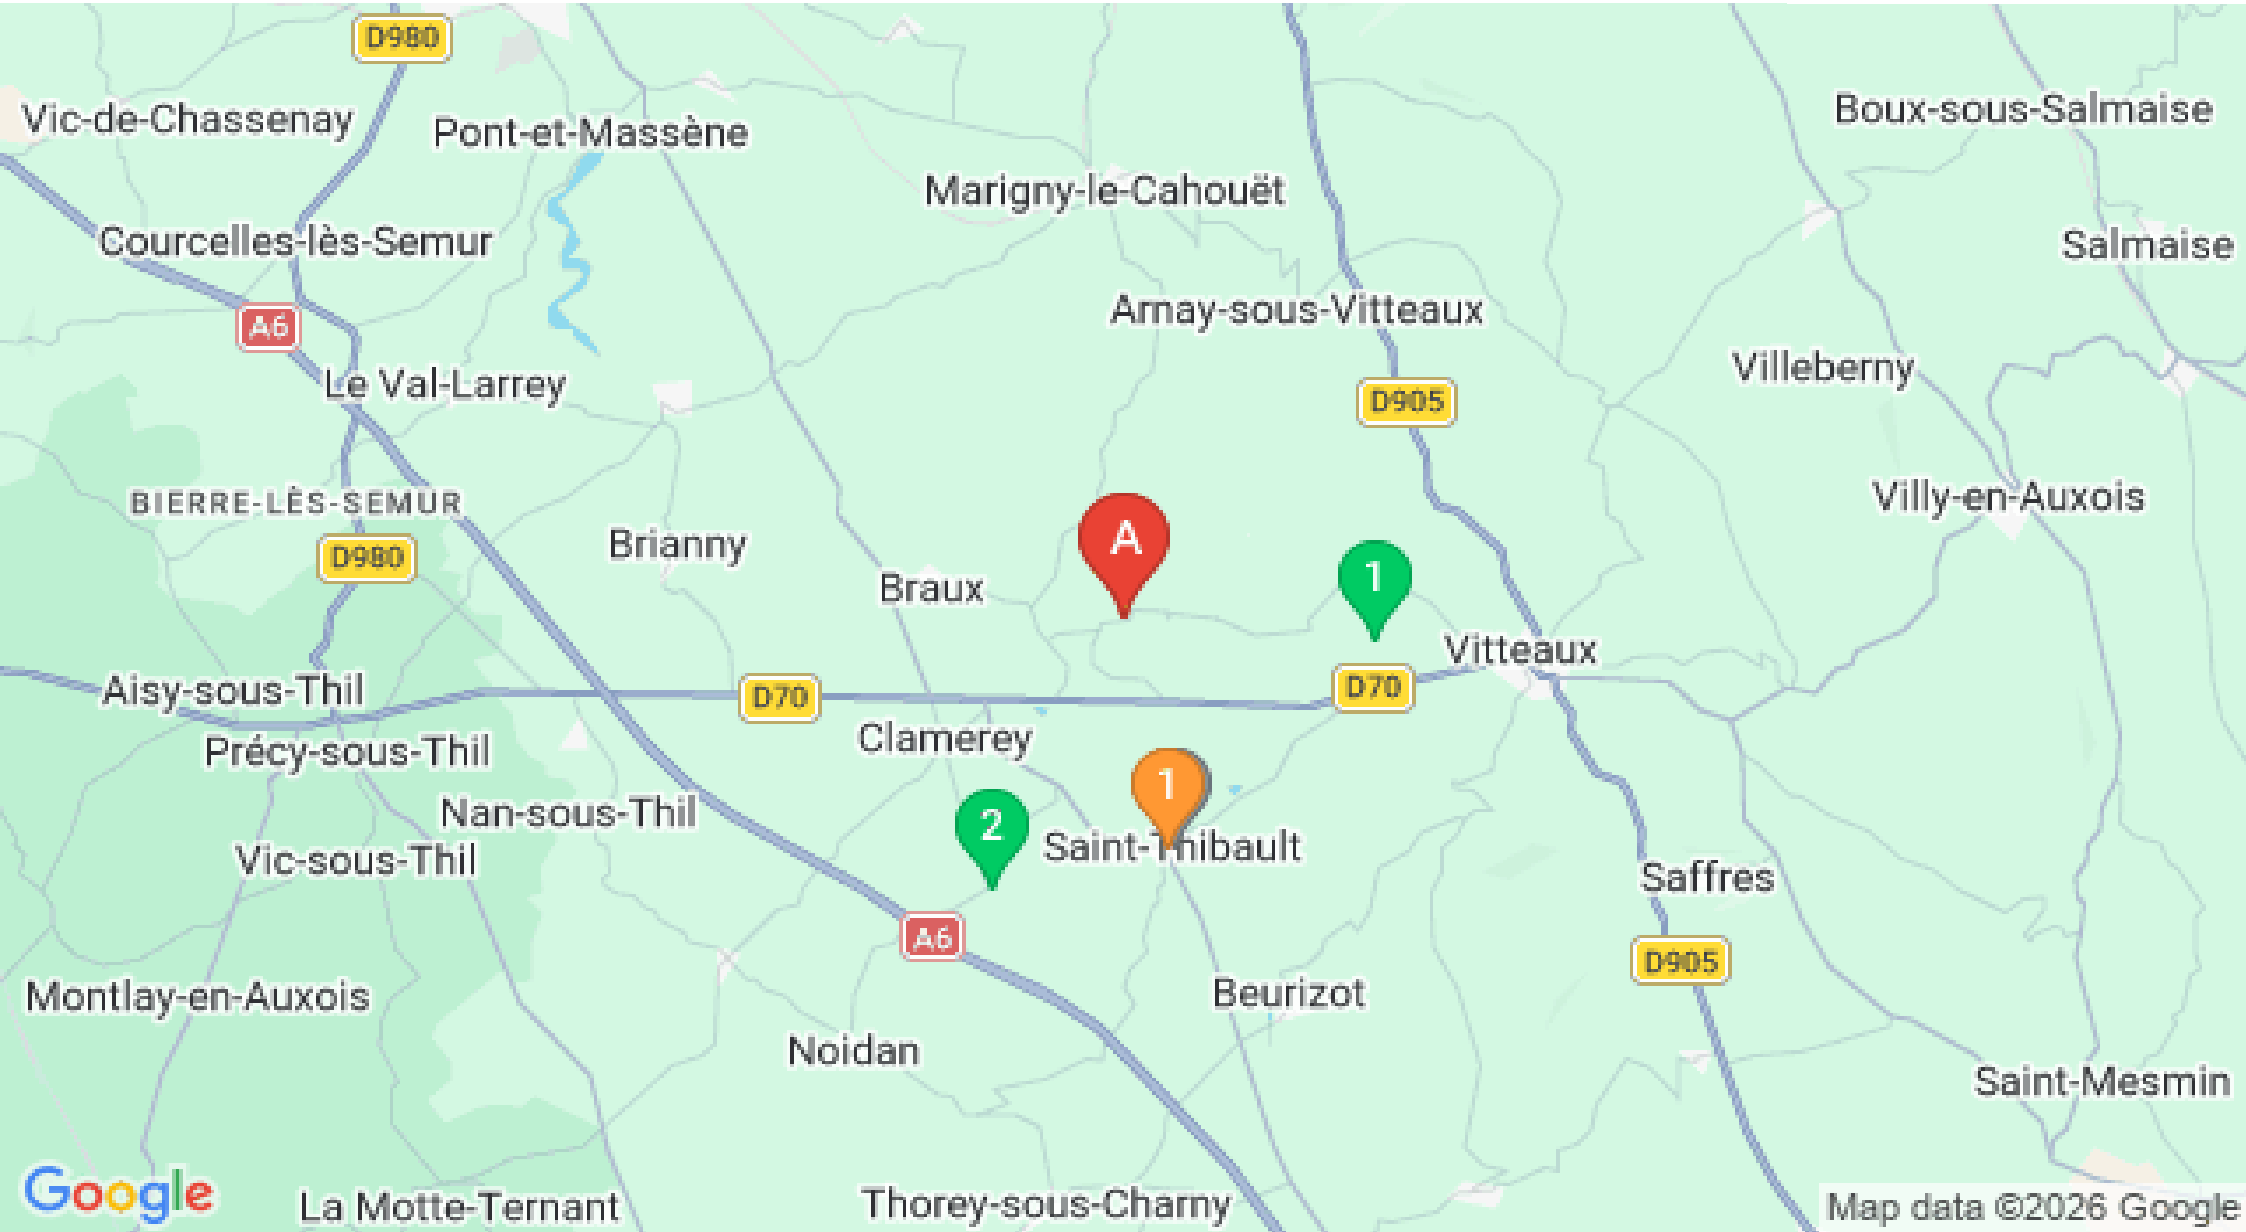 D980
Vic-de-Chassenay
Boux-sous-Salmaise
Pont-et-Massène
Marigny-le-Cahouët
Courcelles-lès-Semur
Salmaise
Arnay-sous-Vitteaux
A6
Villeberny
Le Val-Larrey
D905
BIERRE-LÈS-SEMUR
Villy-en-Auxois
A
Brianny
D980
1
Braux
Vitteaux
Aisy-sous-Thil
D70
D70
Clamerey
Précy-sous-Thil
1
Nan-sous-Thil
2
Saint-Thibault
Vic-sous-Thil
Saffres
A6
D905
Montlay-en-Auxois
Beurizot
Noidan
Saint-Mesmin
Google
La Motte-Ternant
Thorey-sous-Charny
Map data ©2026 Google